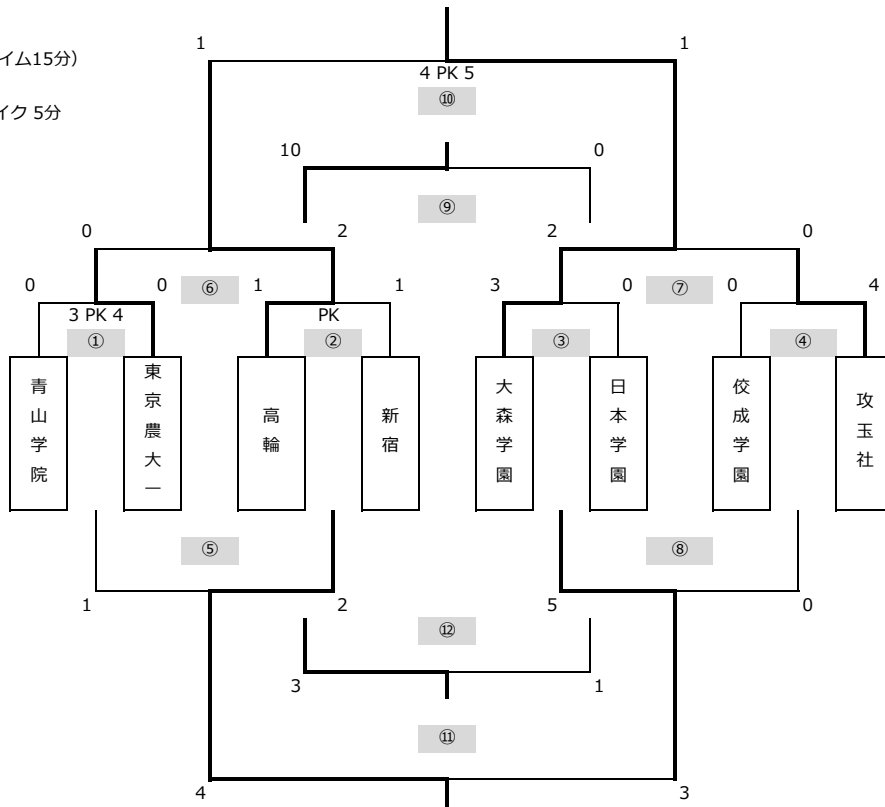 1
1
イム15分）
4 PK 5
⑩
イク 5分
10
0
⑨
0
2
2
0
0
0
⑥
1
1
3
0
⑦
0
4
3 PK 4
PK
①
②
③
④
青山学院
東京農大一
高輪
新宿
大森学園
日本学園
佼成学園
攻玉社
⑤
⑧
1
2
5
0
⑫
3
1
⑪
4
3